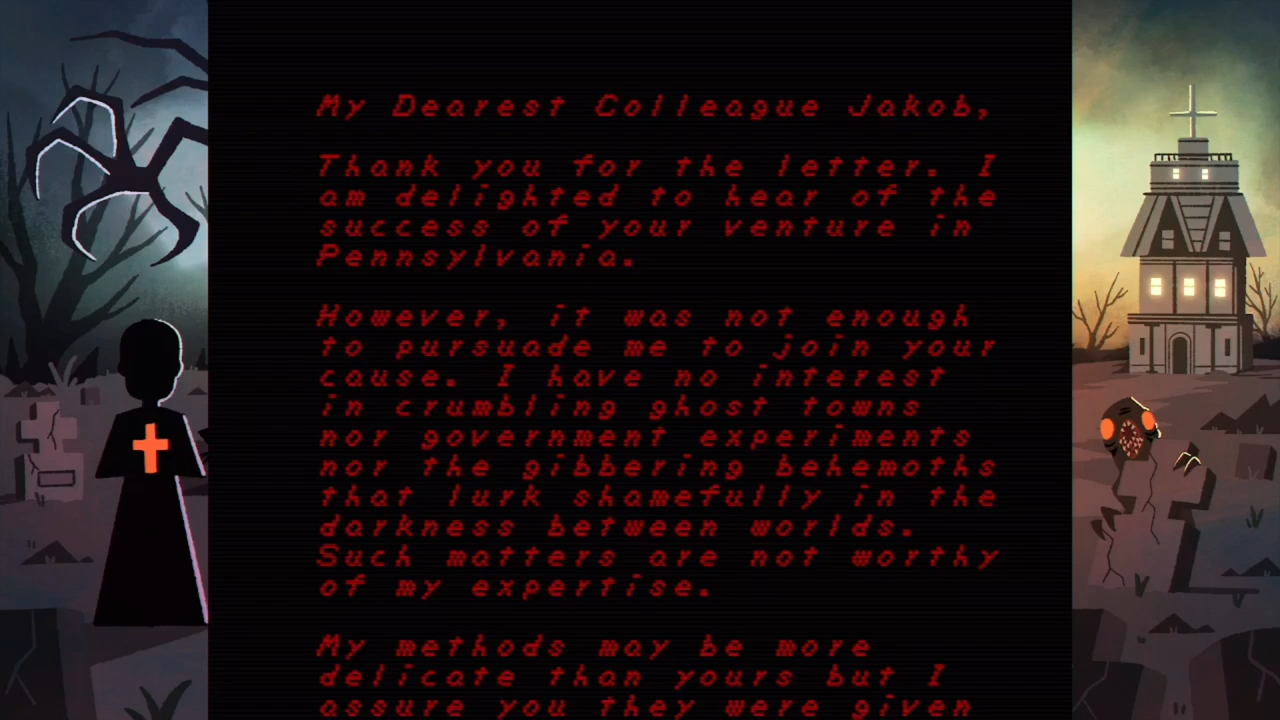 My Dearest Colleague Jakob,
Thank you for the letter. I
am delighted to hear of the
success of your venture in
Pennsylvania.
However, it was not enough
to pursuade me to join your
cause. I have no interest
in crumbling ghost towns
nor government experiments
nor the gibbering behemoths
that lurk shamefully in the
darkness between worlds.
Such matters are not worthy
of my expertise.
My methods may be more
delicate than yours but I
assure you they were given